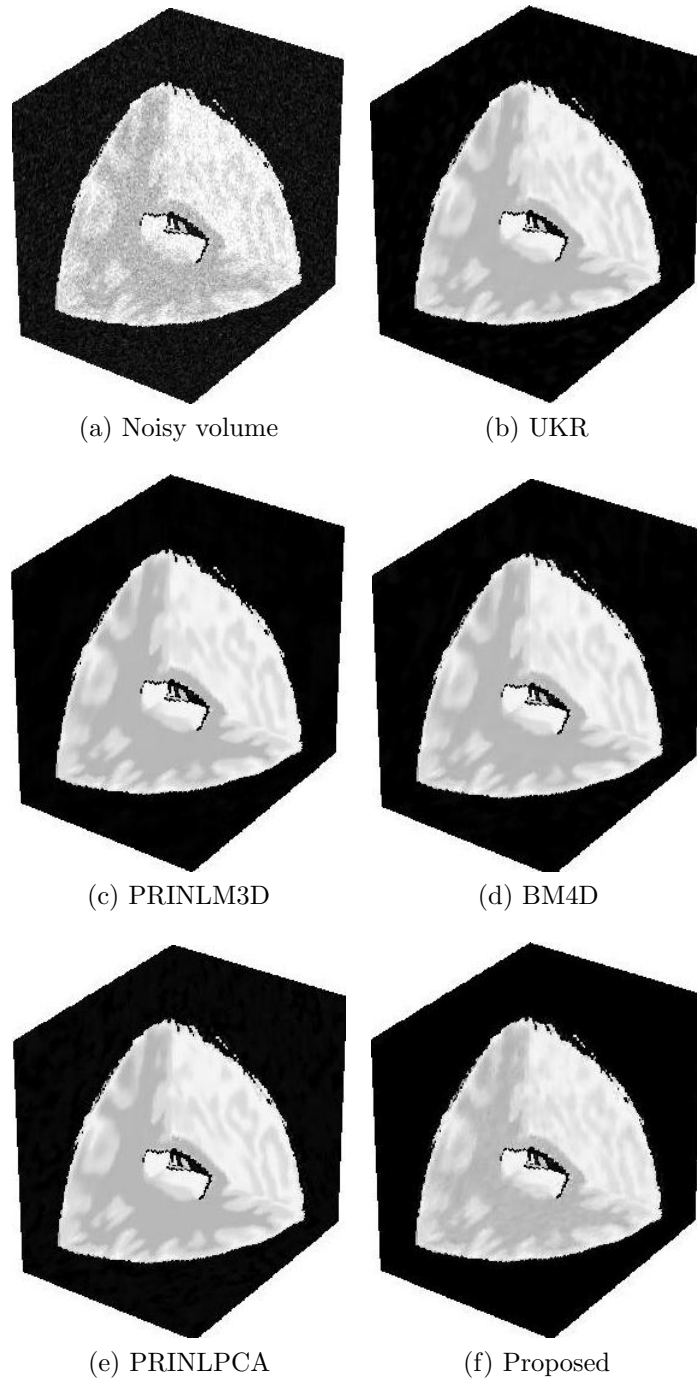 (a) Noisy volume
(b) UKR
(c) PRINLM3D
(d) BM4D
(e) PRINLPCA
(f) Proposed